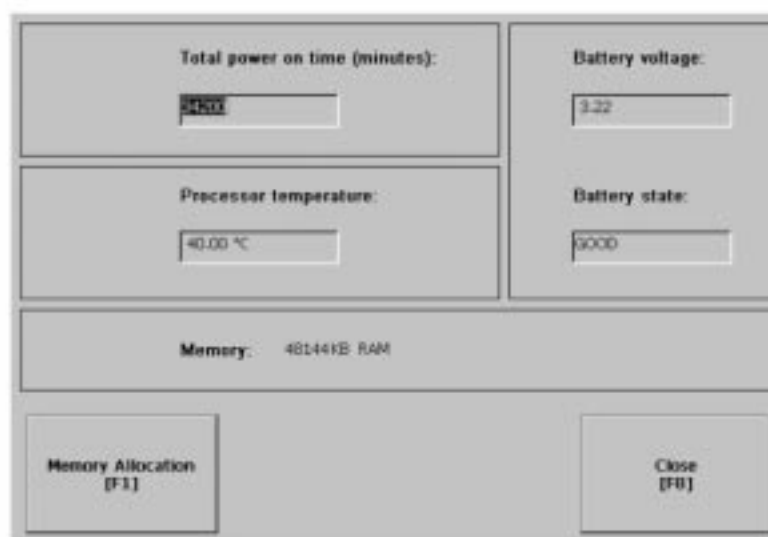 Total power on time (minutes):
Battery voltage:
3.22
Processor temperature:
Battery state:
40.00 °C
GOOD
Memory: 48144KB RAM
Memory Allocation
[F1]
Close
[F8]